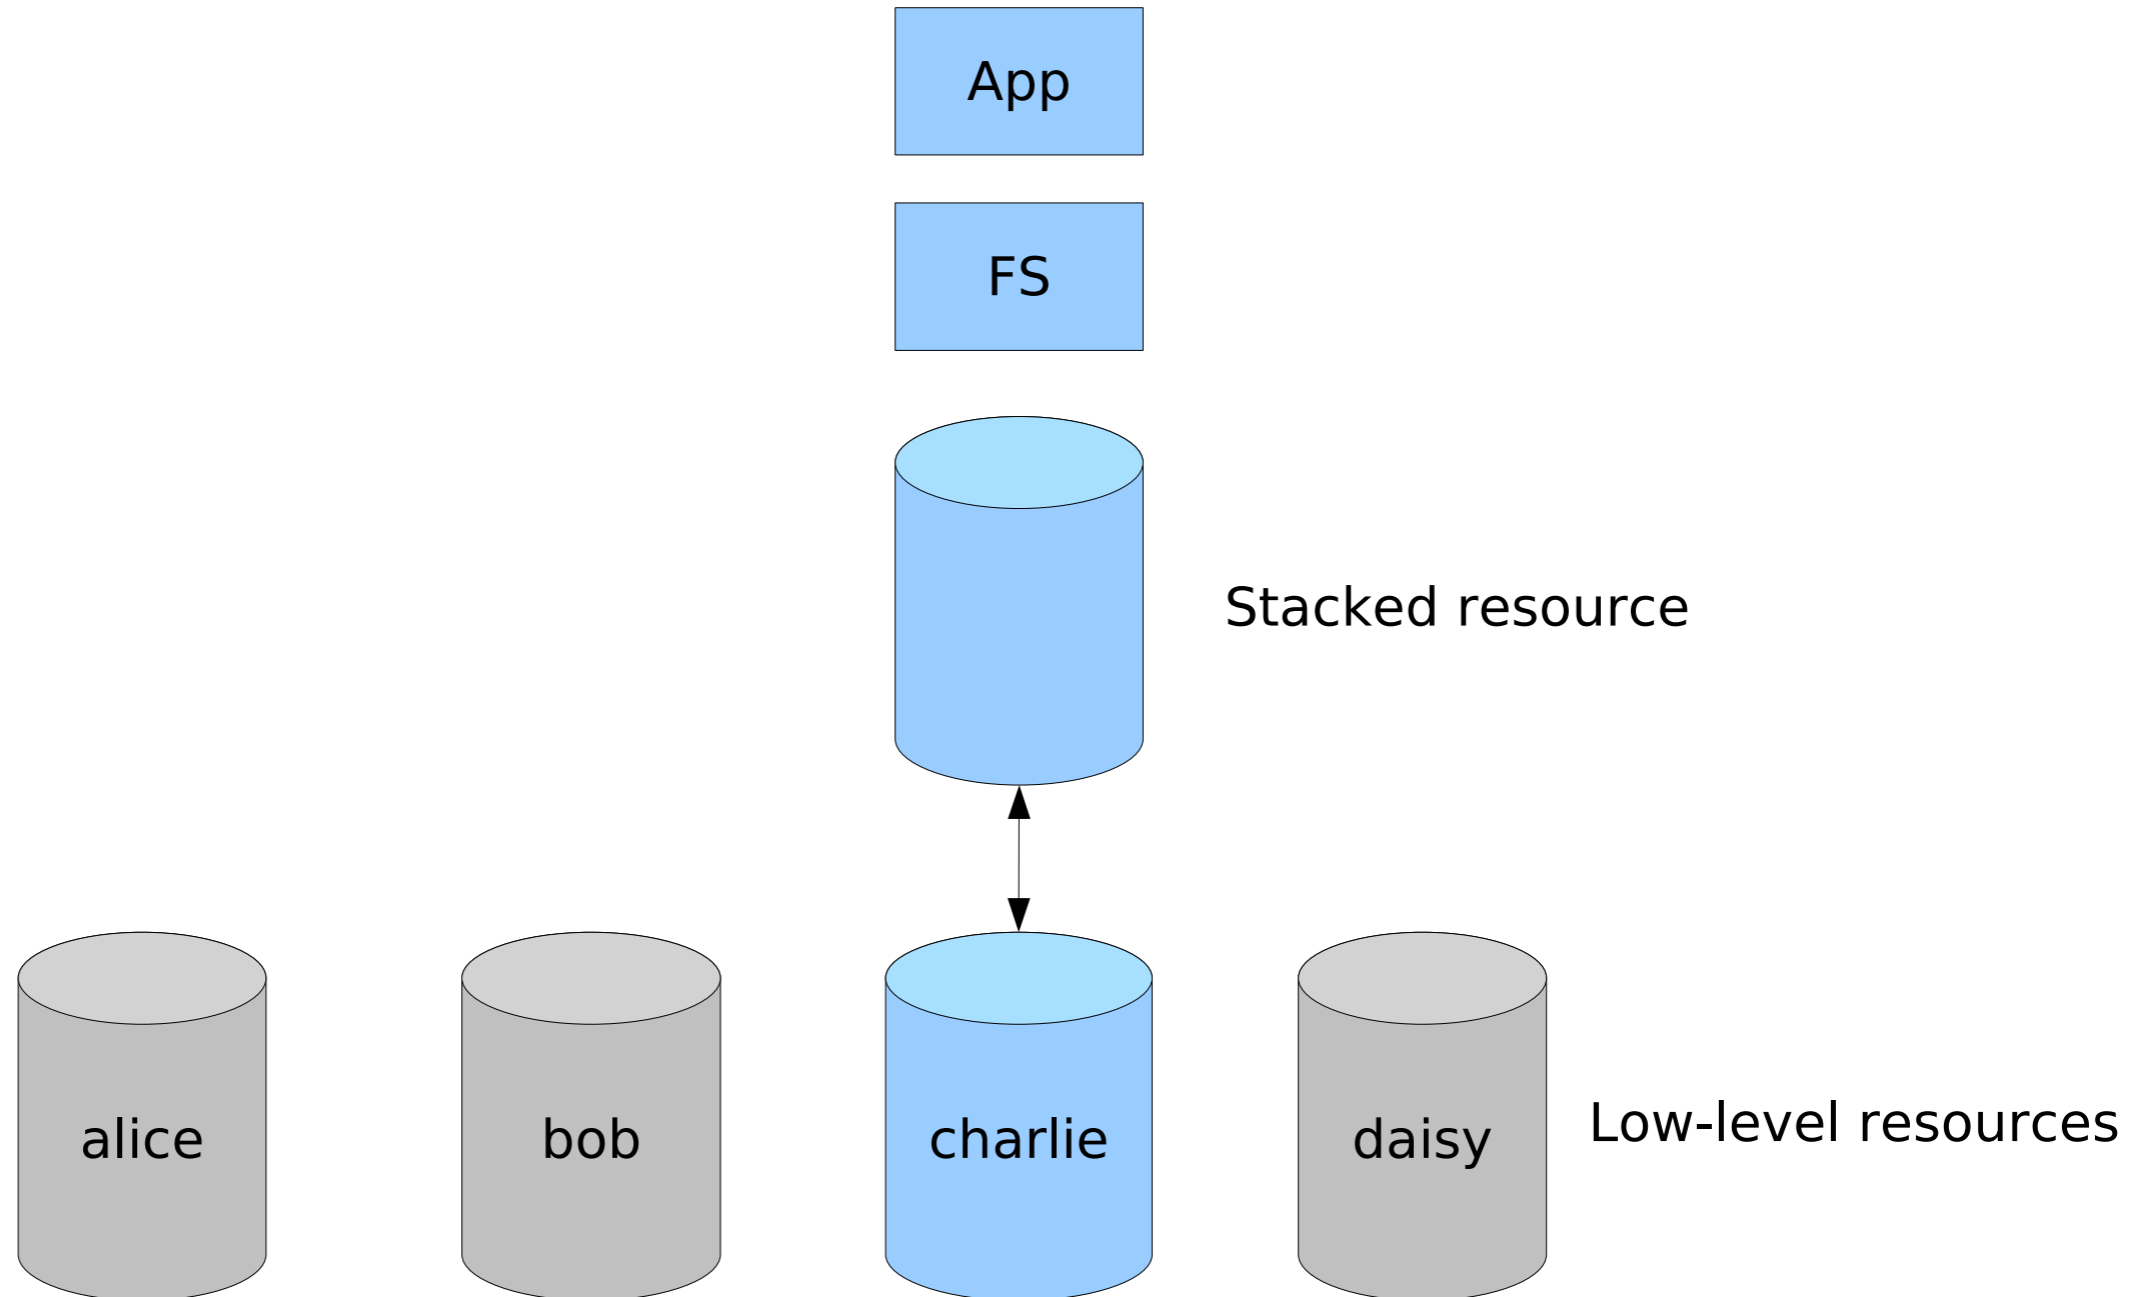 App
FS
Stacked resource
alice
bob
charlie
daisy
Low-level resources